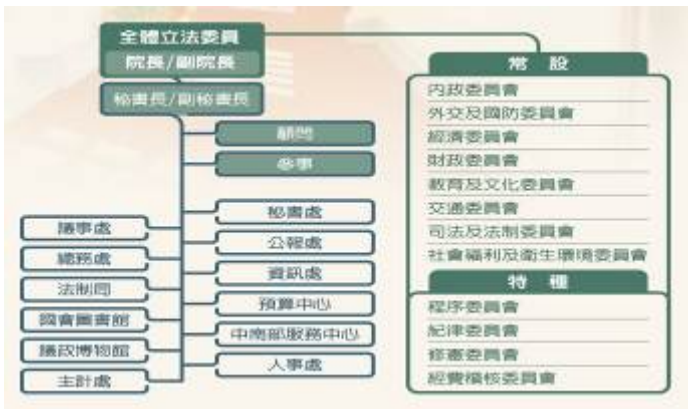 全體立法委員
院長/副院長
秘書長/副秘書長
顧問
參事
秘書處
公報處
資訊處
預算中心
中南部服務中心
人事處
議事處
總務處
法制局
國會圖書館
議政博物館
主計處
常設
內政委員會
外交及國防委員會
經濟委員會
財政委員會
教育及文化委員會
交通委員會
司法及法制委員會
社會福利及衛生環境委員會
特種
程序委員會
紀律委員會
修憲委員會
經費稽核委員會